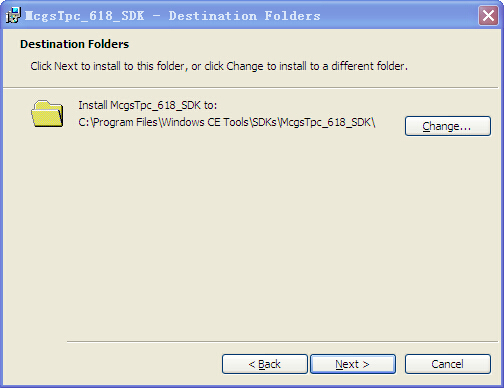 McgsTpc_618_SDK - Destination Folders
Destination Folders
Click Next to install to this folder, or click Change to install to a different folder.
Install McgsTpc_618_SDK to:
C:\Program Files\Windows CE Tools\SDKs\McgsTpc_618_SDK\
Change...
< Back
Next >
Cancel